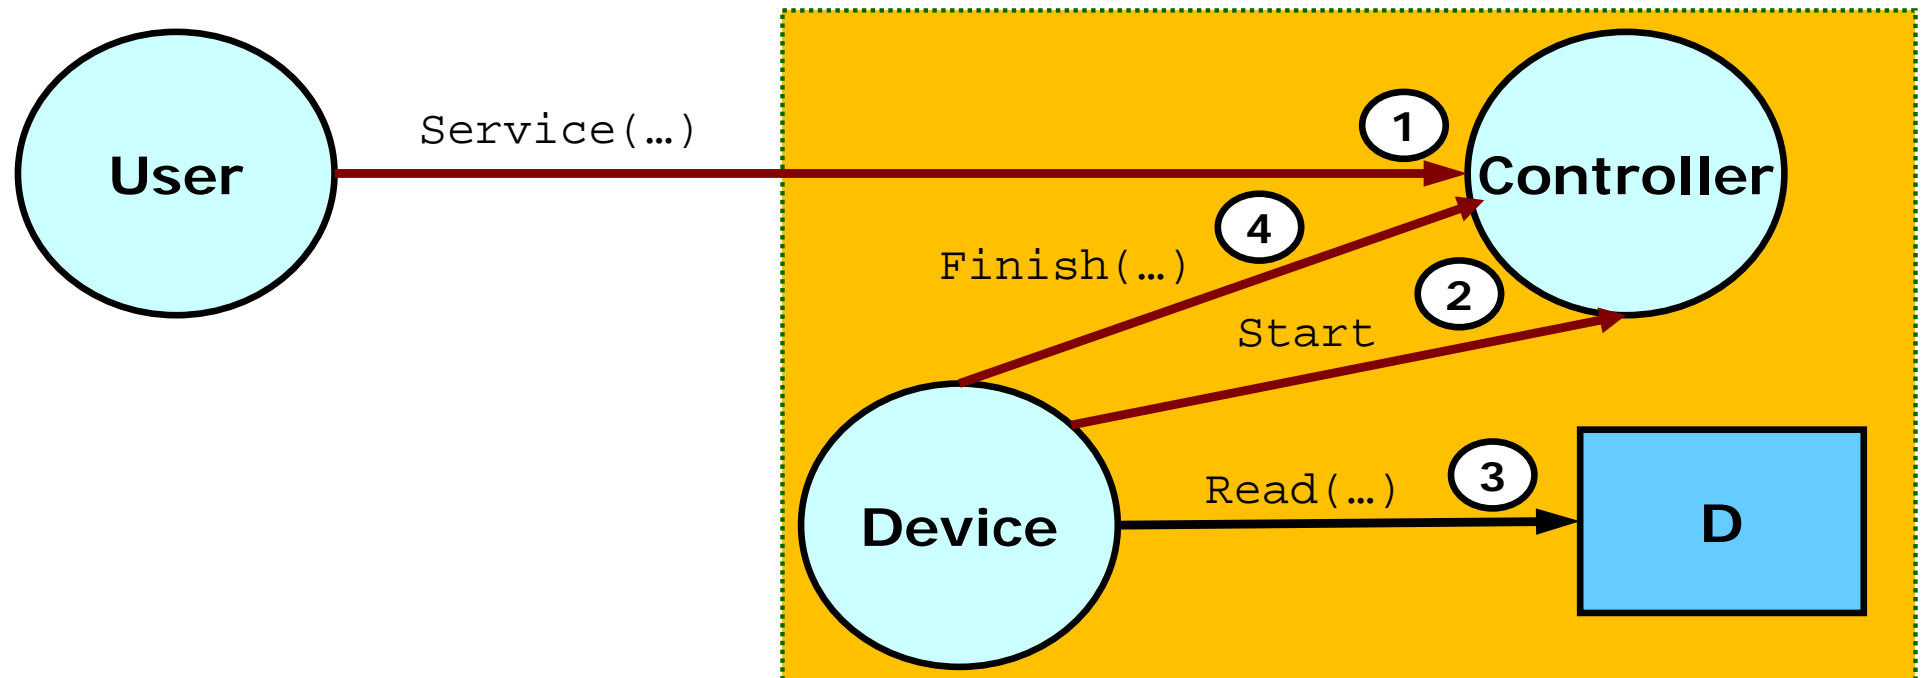 Service(…)
1
User
Controller
4
Finish(…)
2
Start
3
Read(…)
Device
D